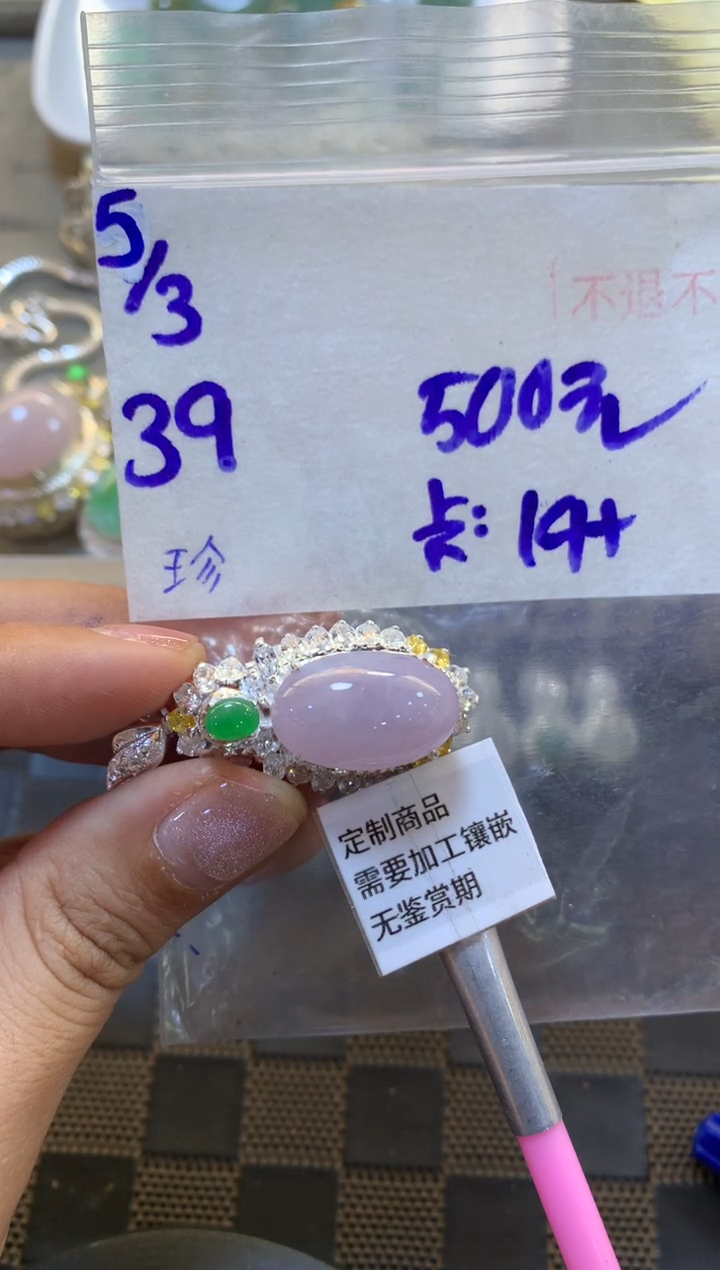 5/3
不退不
39
500元
卡: 19+
珍
定制商品
需要加工镶嵌
无鉴赏期